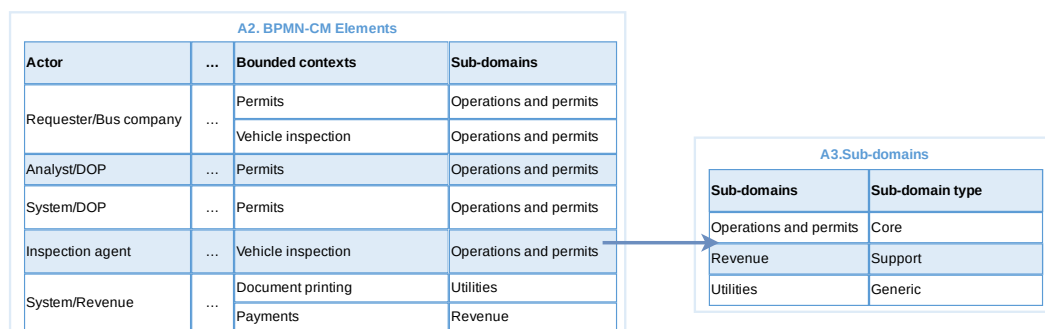 A2. BPMN-CM Elements
Actor ... Bounded contexts Sub-domains
Requester/Bus company ... Permits Operations and permits
Vehicle inspection Operations and permits
Analyst/DOP ... Permits Operations and permits
System/DOP ... Permits Operations and permits
Inspection agent ... Vehicle inspection Operations and permits
System/Revenue ... Document printing Utilities
Payments Revenue
A3.Sub-domains
Sub-domains Sub-domain type
Operations and permits Core
Revenue Support
Utilities Generic